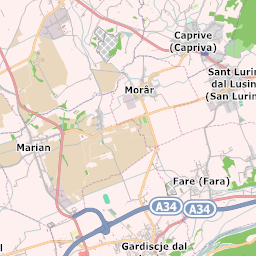 Caprive
(Capriva)
Sant Lurin
dal Lusin
(San Lurin
Morâr
Marian
Fare (Fara)
A34
A34
Gardiscje dal